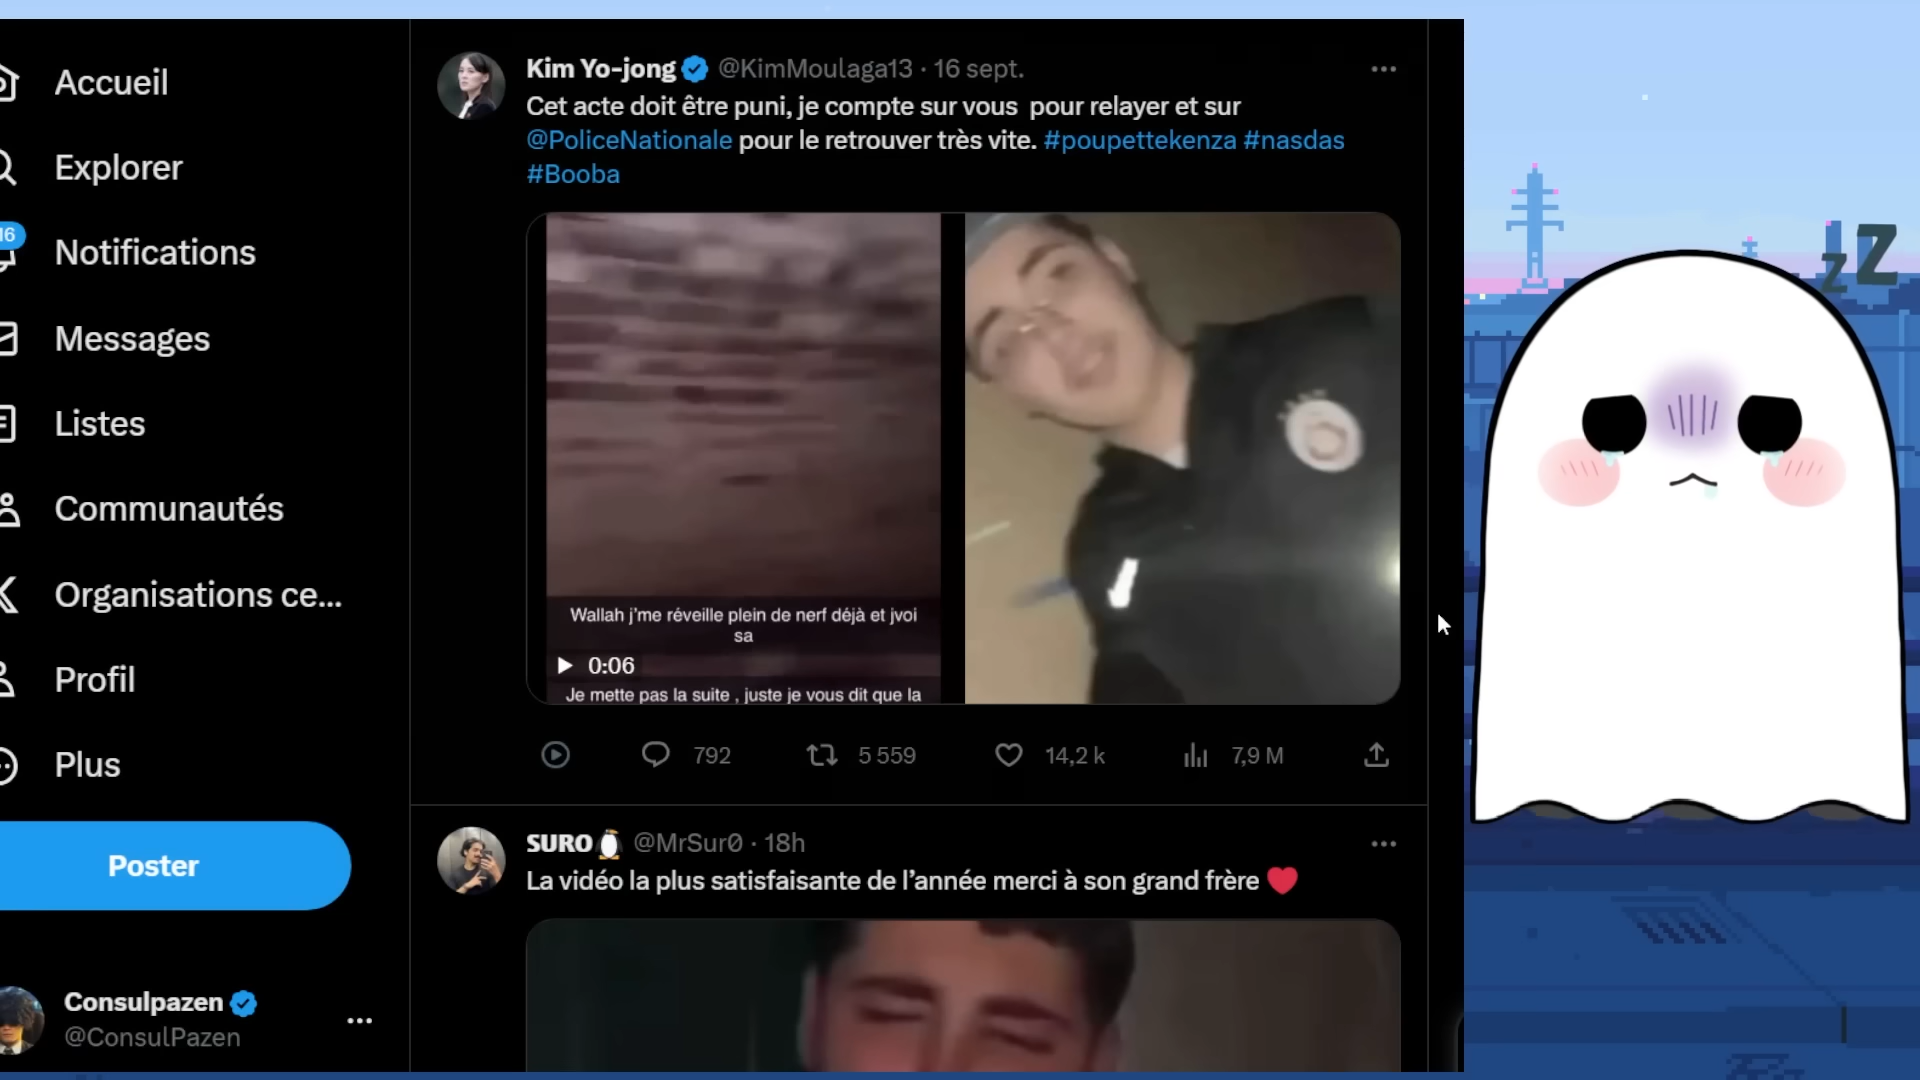 Accueil
Explorer
16
Notifications
Messages
Listes
Communautés
Organisations ce...
Profil
Plus
Poster
Consulpazen
@ConsulPazen
Kim Yo-jong @KimMoulaga13 · 16 sept.
Cet acte doit être puni, je compte sur vous pour relayer et sur
@PoliceNationale pour le retrouver très vite. #poupettekenza #nasdas
#Booba
Wallah j'me réveille plein de nerf déjà et jvoi
sa
0:06
Je mette pas la suite , juste je vous dit que la
792
5 559
14,2 k
7,9 M
SURO @MrSur0 · 18h
La vidéo la plus satisfaisante de l'année merci à son grand frère
z Z